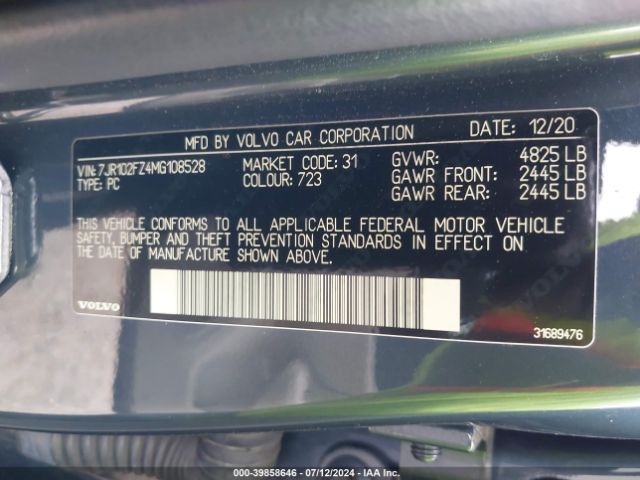 MFD BY VOLVO CAR CORPORATION DATE: 12/20
VIN: 7JR102FZ4MG108528 MARKET CODE: 31 GVWR: 4825 LB
TYPE: PC COLOUR: 723 GAWR FRONT: 2445 LB
GAWR REAR: 2445 LB
THIS VEHICLE CONFORMS TO ALL APPLICABLE FEDERAL MOTOR VEHICLE
SAFETY, BUMPER AND THEFT PREVENTION STANDARDS IN EFFECT ON
THE DATE OF MANUFACTURE SHOWN ABOVE.
VOLVO 31689476
000-39858646 - 07/12/2024 - IAA Inc.